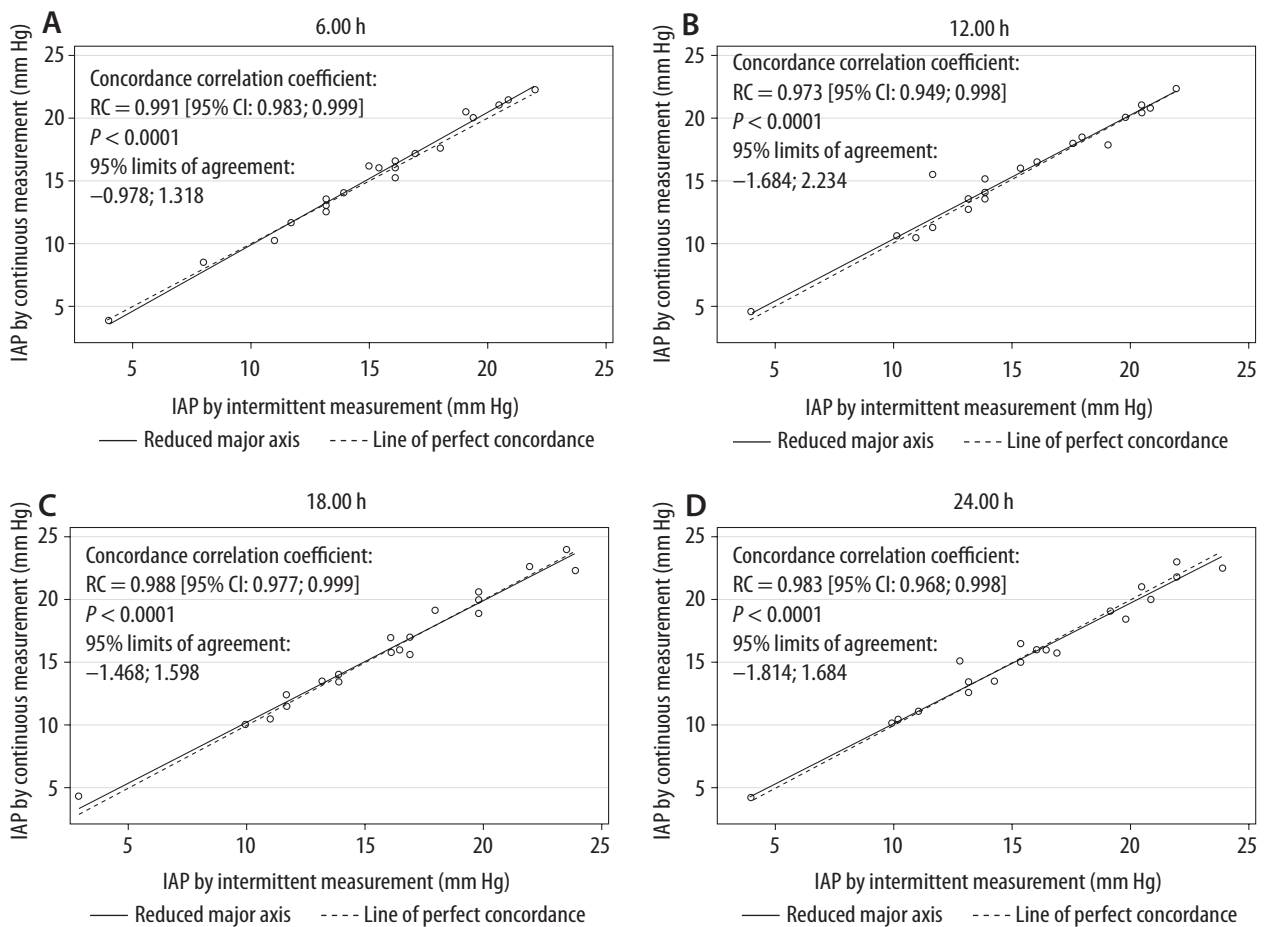 A
6.00 h
IAP by continuous measurement (mm Hg)
25
20
15
10
5
Concordance correlation coefficient:
RC = 0.991 [95% CI: 0.983; 0.999]
P < 0.0001
95% limits of agreement:
−0.978; 1.318
5 10 15 20 25
IAP by intermittent measurement (mm Hg)
Reduced major axis Line of perfect concordance
B
12.00 h
IAP by continuous measurement (mm Hg)
25
20
15
10
5
Concordance correlation coefficient:
RC = 0.973 [95% CI: 0.949; 0.998]
P < 0.0001
95% limits of agreement:
−1.684; 2.234
5 10 15 20 25
IAP by intermittent measurement (mm Hg)
Reduced major axis Line of perfect concordance
C
18.00 h
IAP by continuous measurement (mm Hg)
25
20
15
10
5
Concordance correlation coefficient:
RC = 0.988 [95% CI: 0.977; 0.999]
P < 0.0001
95% limits of agreement:
−1.468; 1.598
5 10 15 20 25
IAP by intermittent measurement (mm Hg)
Reduced major axis Line of perfect concordance
D
24.00 h
IAP by continuous measurement (mm Hg)
25
20
15
10
5
Concordance correlation coefficient:
RC = 0.983 [95% CI: 0.968; 0.998]
P < 0.0001
95% limits of agreement:
−1.814; 1.684
5 10 15 20 25
IAP by intermittent measurement (mm Hg)
Reduced major axis Line of perfect concordance